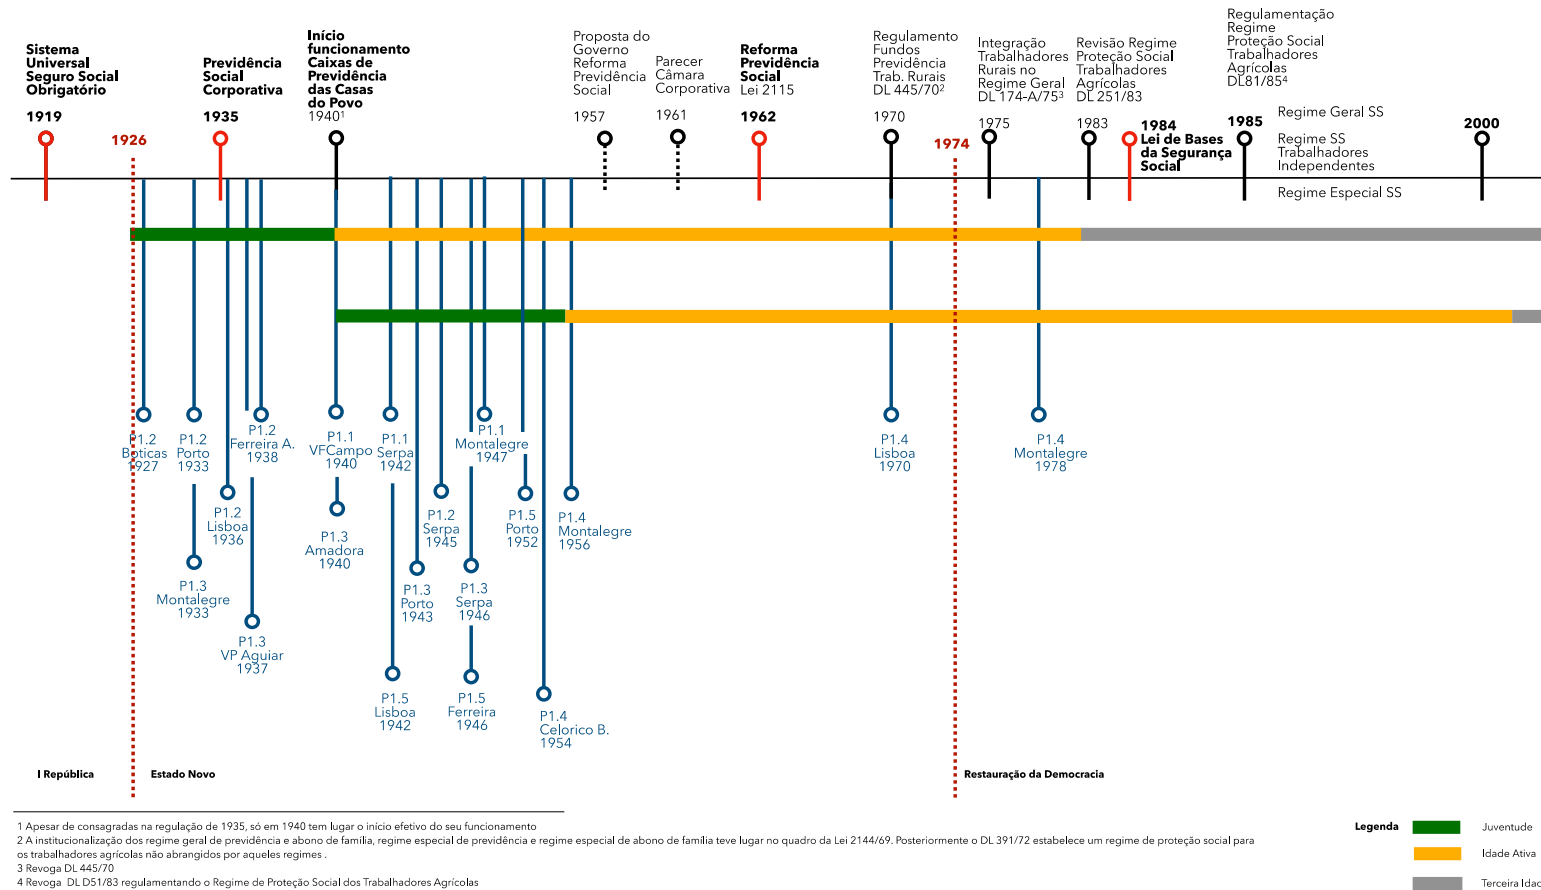 Sistema
Universal
Seguro Social
Obrigatório
1919
1926
Previdência
Social
Corporativa
1935
Início
funcionamento
Caixas de
Previdência
das Casas
do Povo
1940¹
Proposta do
Governo
Reforma
Previdência
Social
1957
Parecer
Câmara
Corporativa
1961
Reforma
Previdência
Social
Lei 2115
1962
Regulamento
Fundos
Previdência
Trab. Rurais
DL 445/70²
1970
1974
Integração
Trabalhadores
Rurais no
Regime Geral
DL 174-A/75³
1975
Revisão Regime
Proteção Social
Trabalhadores
Agrícolas
DL 251/83
1983
1984
Lei de Bases
da Segurança
Social
Regulamentação
Regime
Proteção Social
Trabalhadores
Agrícolas
DL81/85⁴
1985
Regime Geral SS
Regime SS
Trabalhadores
Independentes
Regime Especial SS
2000
P1.2
Boticas
1927
P1.2
Porto
1933
P1.3
Montalegre
1933
P1.2
Lisboa
1936
P1.2
Ferreira A.
1938
P1.3
VP Aguiar
1937
P1.1
VFCampo
1940
P1.3
Amadora
1940
P1.1
Serpa
1942
P1.5
Lisboa
1942
P1.3
Porto
1943
P1.2
Serpa
1945
P1.1
Montalegre
1947
P1.3
Serpa
1946
P1.5
Ferreira
1946
P1.5
Porto
1952
P1.4
Celorico B.
1954
P1.4
Montalegre
1956
P1.4
Lisboa
1970
P1.4
Montalegre
1978
I República
Estado Novo
Restauração da Democracia
1 Apesar de consagradas na regulação de 1935, só em 1940 tem lugar o início efetivo do seu funcionamento
2 A institucionalização dos regime geral de previdência e abono de família, regime especial de previdência e regime especial de abono de família teve lugar no quadro da Lei 2144/69. Posteriormente o DL 391/72 estabelece um regime de proteção social para
os trabalhadores agrícolas não abrangidos por aqueles regimes .
3 Revoga DL 445/70
4 Revoga DL D51/83 regulamentando o Regime de Proteção Social dos Trabalhadores Agrícolas
Legenda
Juventude
Idade Ativa
Terceira Idad